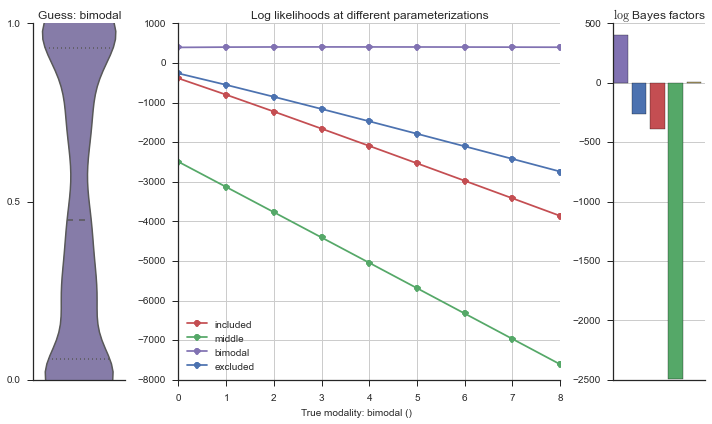 Guess: bimodal
1.0
0.5
0.0
Log likelihoods at different parameterizations
1000
0
−1000
−2000
−3000
−4000
−5000
−6000
−7000
−8000
included
middle
bimodal
excluded
0 1 2 3 4 5 6 7 8
True modality: bimodal ()
log Bayes factors
500
0
−500
−1000
−1500
−2000
−2500